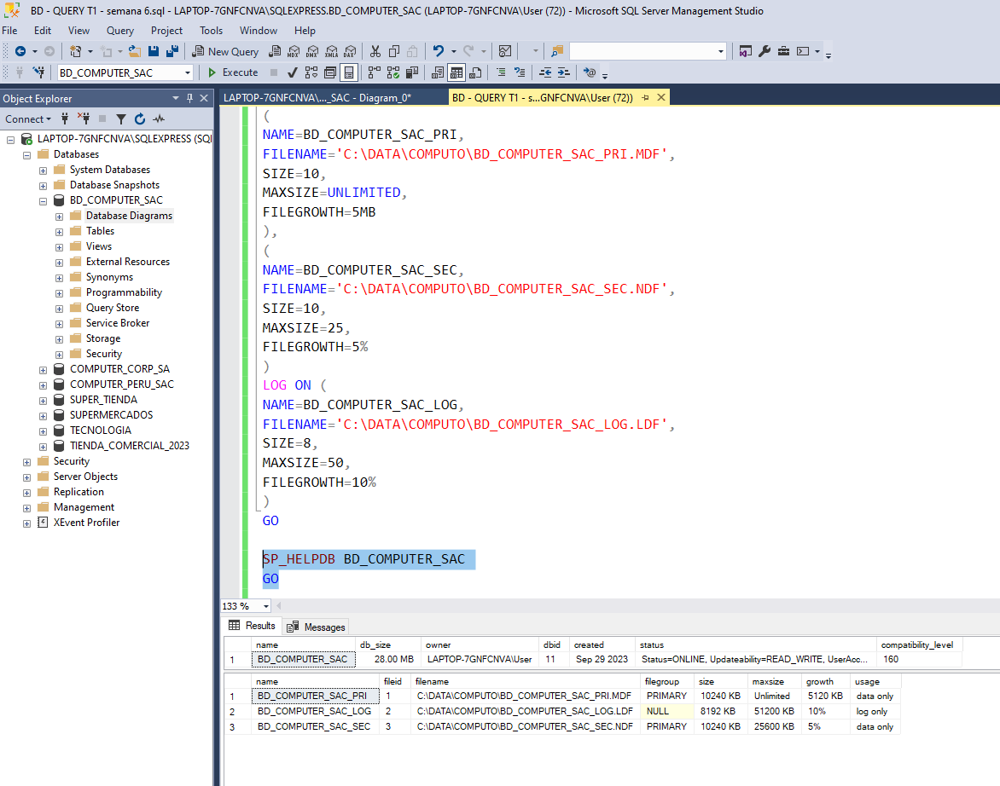 BD - QUERY T1 - semana 6.sql - LAPTOP-7GNFCNVA\SQLEXPRESS.BD_COMPUTER_SAC (LAPTOP-7GNFCNVA\User (72)) - Microsoft SQL Server Management Studio
File Edit View Query Project Tools Window Help
New Query MDX DMX XMLA DAX
BD_COMPUTER_SAC Execute
Object Explorer
Connect
LAPTOP-7GNFCNVA\SQLEXPRESS (SQl
Databases
System Databases
Database Snapshots
BD_COMPUTER_SAC
Database Diagrams
Tables
Views
External Resources
Synonyms
Programmability
Query Store
Service Broker
Storage
Security
COMPUTER_CORP_SA
COMPUTER_PERU_SAC
SUPER_TIENDA
SUPERMERCADOS
TECNOLOGIA
TIENDA_COMERCIAL_2023
Security
Server Objects
Replication
Management
XEvent Profiler
LAPTOP-7GNFCNVA\..._SAC - Diagram_0*
BD - QUERY T1 - s...GNFCNVA\User (72))
(
NAME=BD_COMPUTER_SAC_PRI,
FILENAME='C:\DATA\COMPUTO\BD_COMPUTER_SAC_PRI.MDF',
SIZE=10,
MAXSIZE=UNLIMITED,
FILEGROWTH=5MB
),
(
NAME=BD_COMPUTER_SAC_SEC,
FILENAME='C:\DATA\COMPUTO\BD_COMPUTER_SAC_SEC.NDF',
SIZE=10,
MAXSIZE=25,
FILEGROWTH=5%
)
LOG ON (
NAME=BD_COMPUTER_SAC_LOG,
FILENAME='C:\DATA\COMPUTO\BD_COMPUTER_SAC_LOG.LDF',
SIZE=8,
MAXSIZE=50,
FILEGROWTH=10%
)
GO
SP_HELPDB BD_COMPUTER_SAC
GO
133 %
Results Messages
name db_size owner dbid created status compatibility_level
1 BD_COMPUTER_SAC 28.00 MB LAPTOP-7GNFCNVA\User 11 Sep 29 2023 Status=ONLINE, Updateability=READ_WRITE, UserAcc... 160
name fileid filename filegroup size maxsize growth usage
1 BD_COMPUTER_SAC_PRI 1 C:\DATA\COMPUTO\BD_COMPUTER_SAC_PRI.MDF PRIMARY 10240 KB Unlimited 5120 KB data only
2 BD_COMPUTER_SAC_LOG 2 C:\DATA\COMPUTO\BD_COMPUTER_SAC_LOG.LDF NULL 8192 KB 51200 KB 10% log only
3 BD_COMPUTER_SAC_SEC 3 C:\DATA\COMPUTO\BD_COMPUTER_SAC_SEC.NDF PRIMARY 10240 KB 25600 KB 5% data only